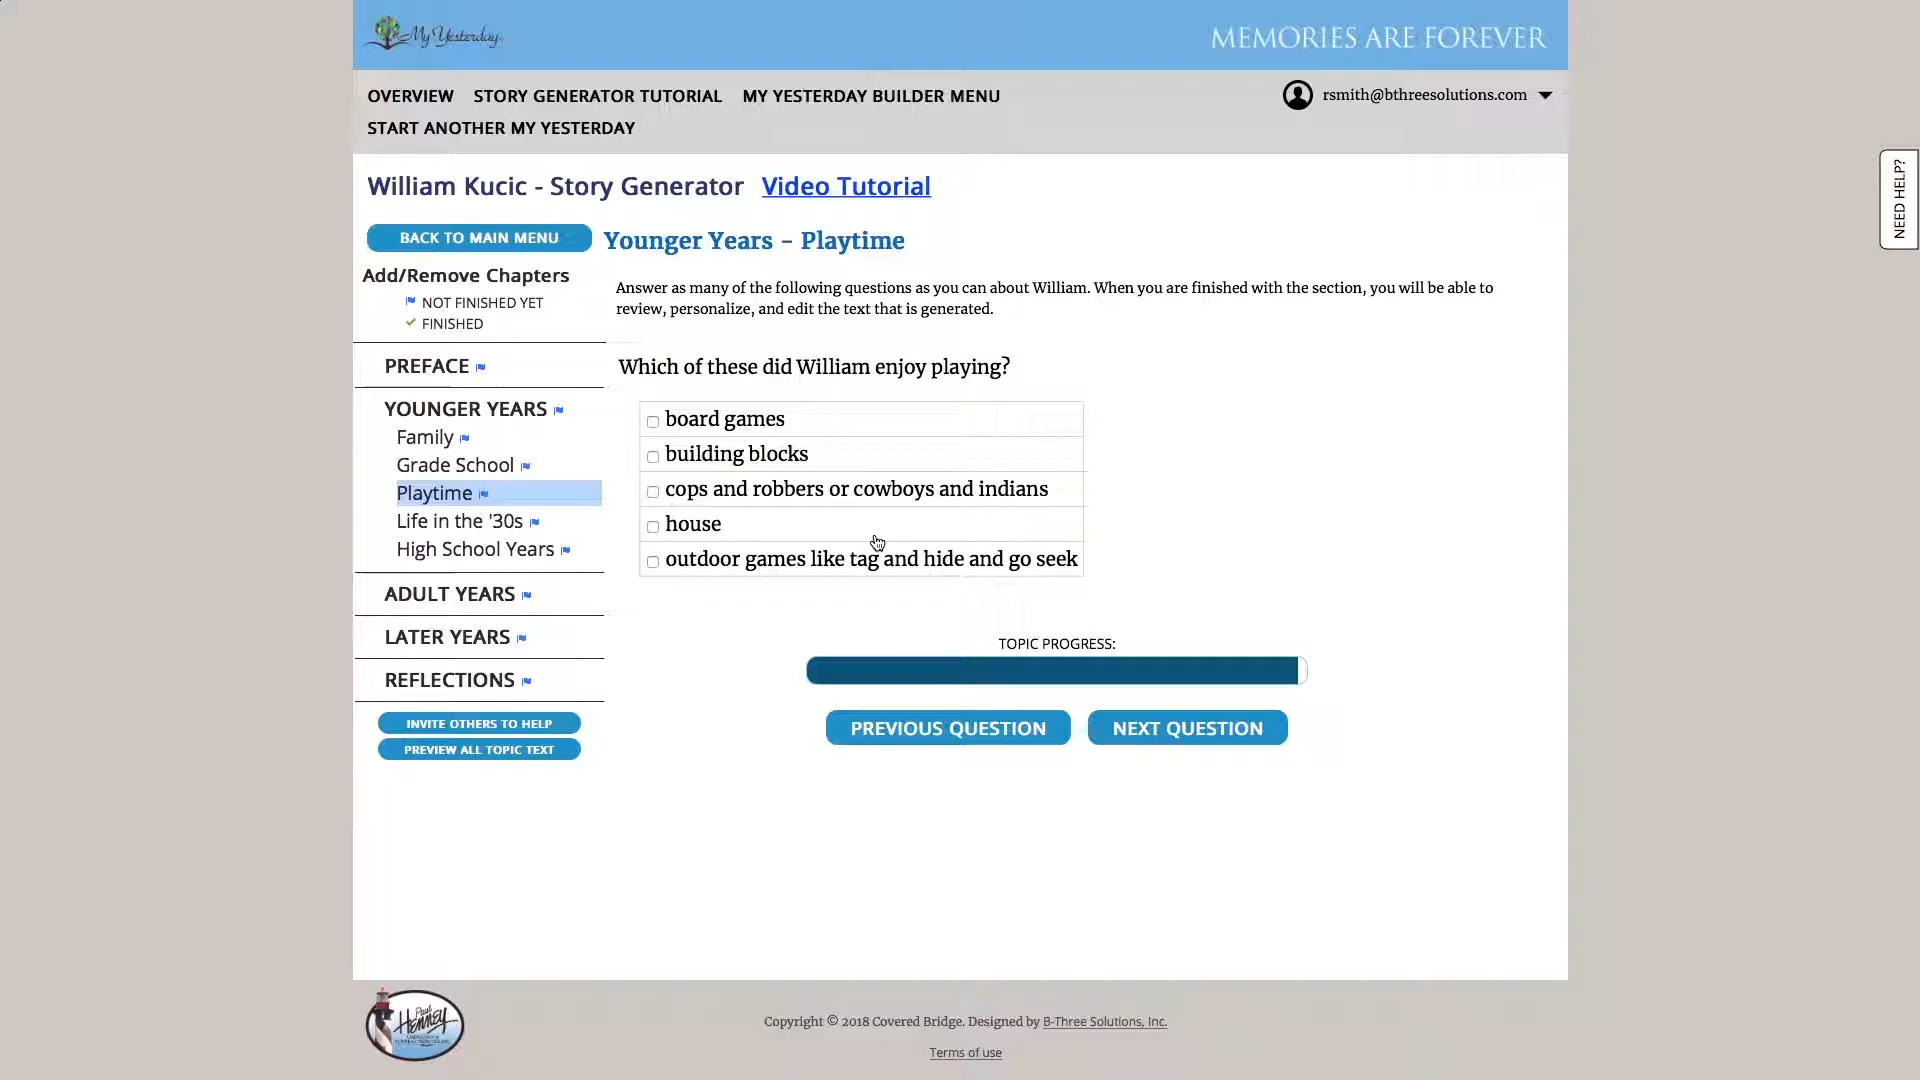 My Yesterday
MEMORIES ARE FOREVER
OVERVIEW STORY GENERATOR TUTORIAL MY YESTERDAY BUILDER MENU
rsmith@bthreesolutions.com
START ANOTHER MY YESTERDAY
NEED HELP?
William Kucic - Story Generator Video Tutorial
BACK TO MAIN MENU
Add/Remove Chapters
NOT FINISHED YET
FINISHED
PREFACE
YOUNGER YEARS
Family
Grade School
Playtime
Life in the '30s
High School Years
ADULT YEARS
LATER YEARS
REFLECTIONS
INVITE OTHERS TO HELP
PREVIEW ALL TOPIC TEXT
Younger Years - Playtime
Answer as many of the following questions as you can about William. When you are finished with the section, you will be able to
review, personalize, and edit the text that is generated.
Which of these did William enjoy playing?
board games
building blocks
cops and robbers or cowboys and indians
house
outdoor games like tag and hide and go seek
TOPIC PROGRESS:
PREVIOUS QUESTION NEXT QUESTION
Paul
Henney
Copyright © 2018 Covered Bridge. Designed by B-Three Solutions, Inc.
Terms of use